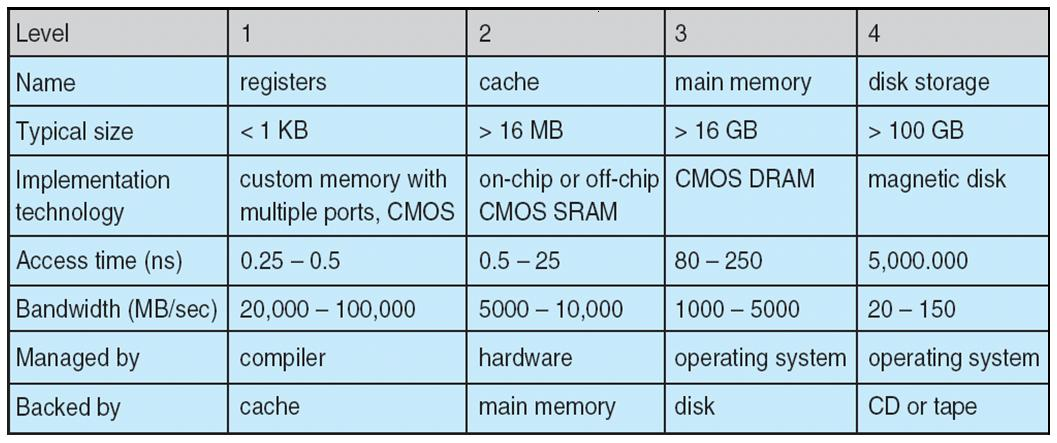 Level 1 2 3 4
Name registers cache main memory disk storage
Typical size < 1 KB > 16 MB > 16 GB > 100 GB
Implementation custom memory with on-chip or off-chip CMOS DRAM magnetic disk
technology multiple ports, CMOS CMOS SRAM
Access time (ns) 0.25 – 0.5 0.5 – 25 80 – 250 5,000.000
Bandwidth (MB/sec) 20,000 – 100,000 5000 – 10,000 1000 – 5000 20 – 150
Managed by compiler hardware operating system operating system
Backed by cache main memory disk CD or tape